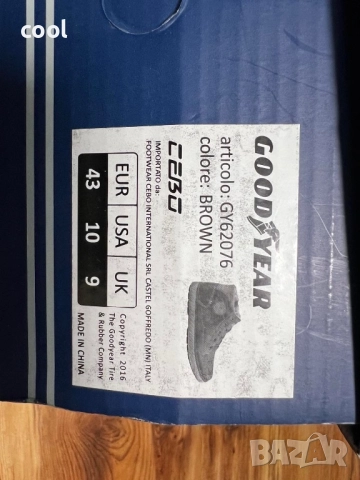 cool
GOODYEAR
articolo: GY62076
colore: BROWN
CEBO
IMPORTATO da:
FOOTWEAR CEBO INTERNATIONAL SRL CASTEL GOFFREDO (MN) ITALY
EUR USA UK
43 10 9
Copyright 2016
The Goodyear Tire
& Rubber Company
MADE IN CHINA
BAZAR